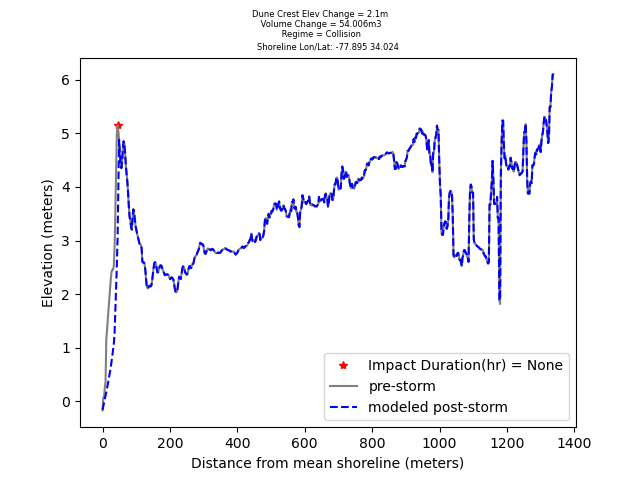 Dune Crest Elev Change = 2.1m
Volume Change = 54.006m3
Regime = Collision
Shoreline Lon/Lat: -77.895 34.024
6
5
4
3
2
1
0
Elevation (meters)
Impact Duration(hr) = None
pre-storm
modeled post-storm
0 200 400 600 800 1000 1200 1400
Distance from mean shoreline (meters)